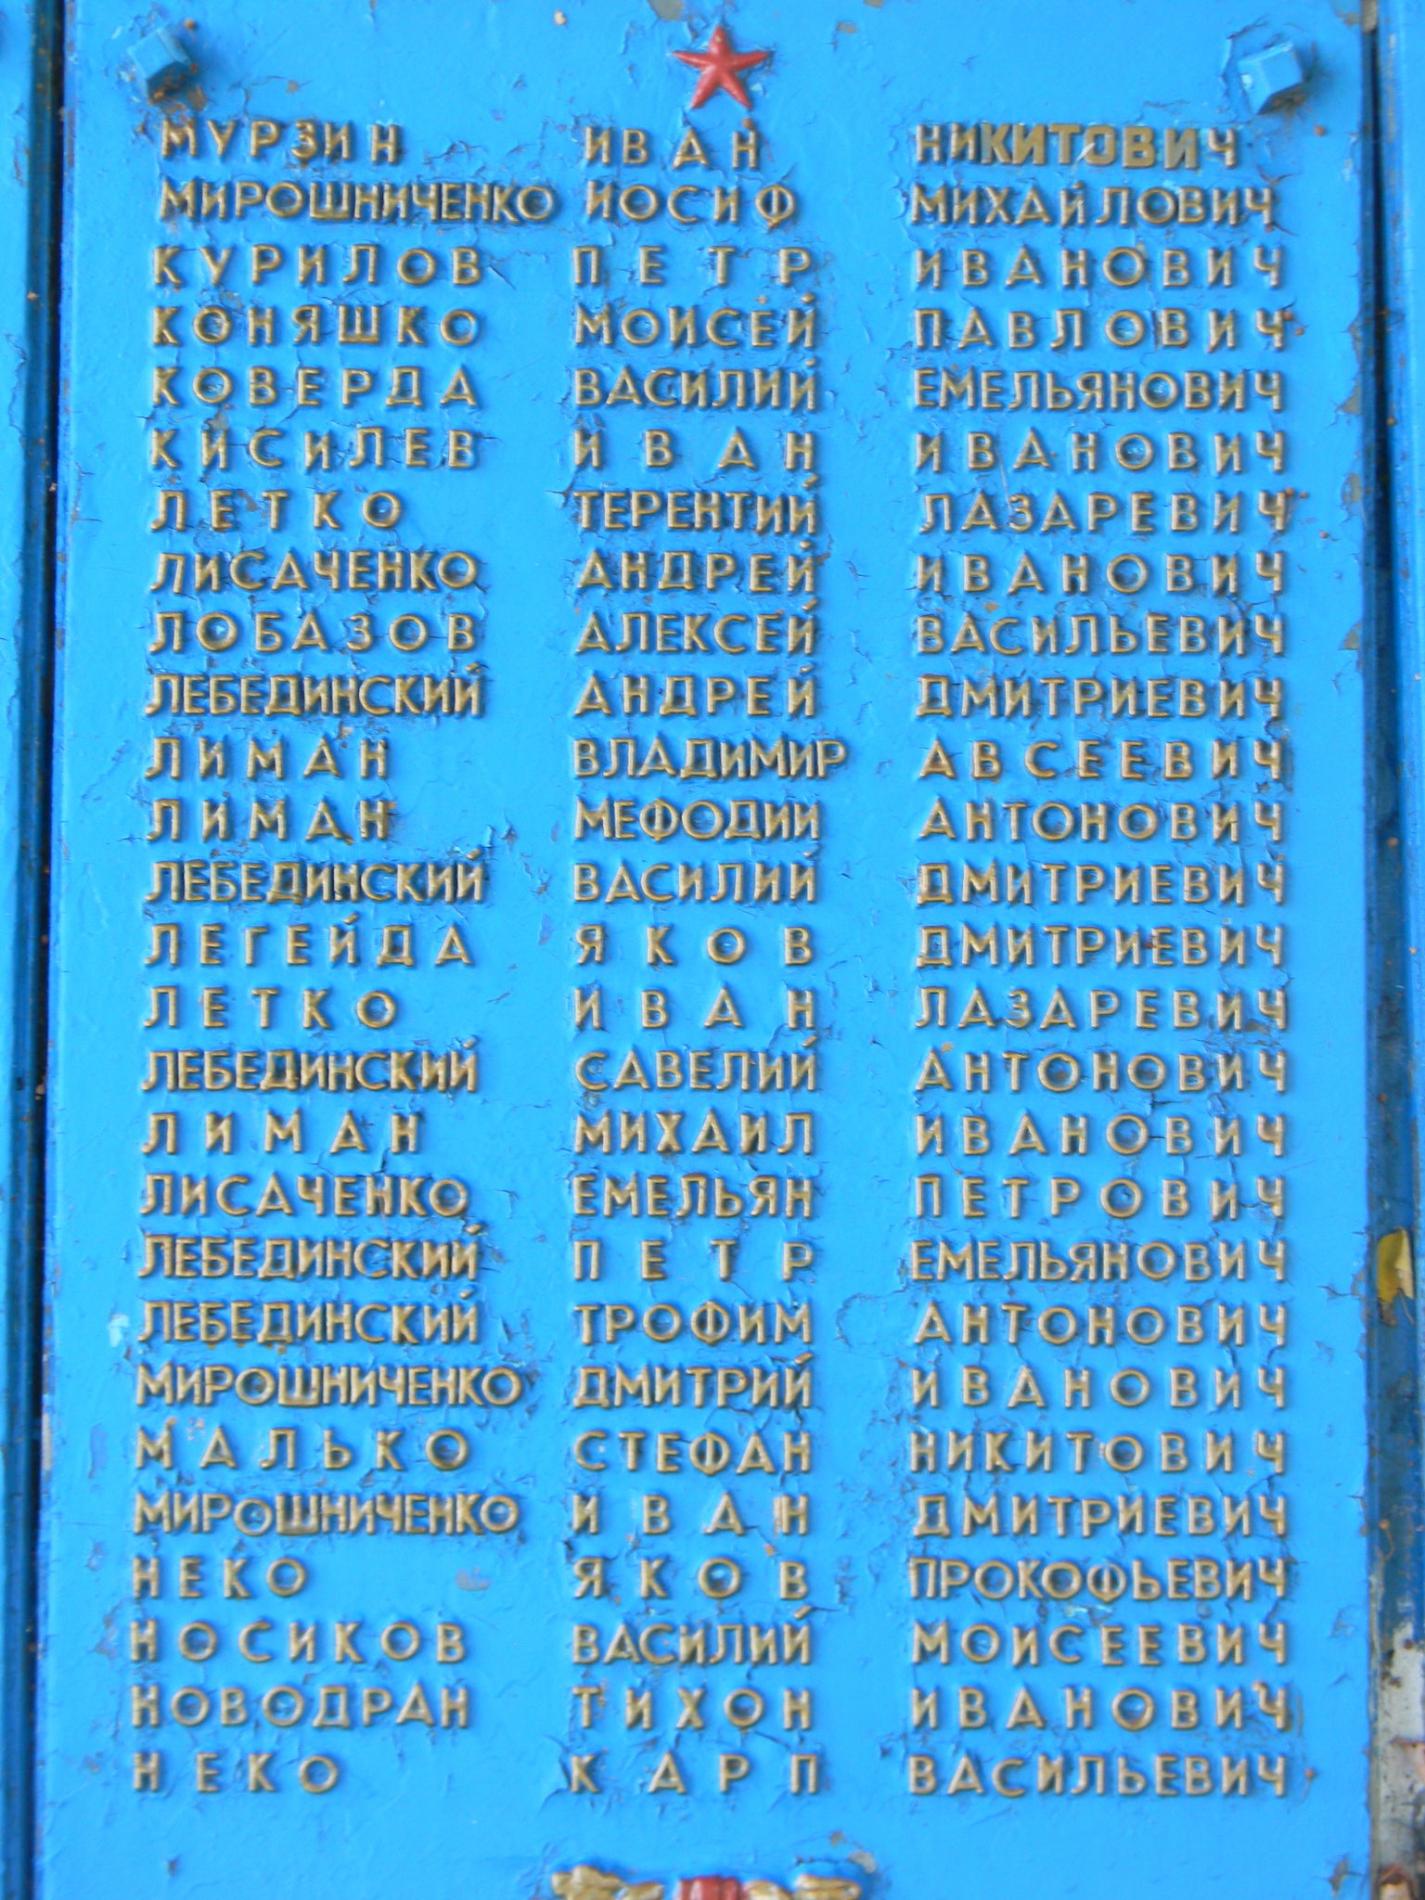 МУРЗИН ИВАН НИКИТОВИЧ
МИРОШНИЧЕНКО ИОСИФ МИХАЙЛОВИЧ
КУРИЛОВ ПЕТР ИВАНОВИЧ
КОНЯШКО МОИСЕЙ ПАВЛОВИЧ
КОВЕРДА ВАСИЛИЙ ЕМЕЛЬЯНОВИЧ
КИСИЛЕВ ИВАН ИВАНОВИЧ
ЛЕТКО ТЕРЕНТИЙ ЛАЗАРЕВИЧ
ЛИСАЧЕНКО АНДРЕЙ ИВАНОВИЧ
ЛОБАЗОВ АЛЕКСЕЙ ВАСИЛЬЕВИЧ
ЛЕБЕДИНСКИЙ АНДРЕЙ ДМИТРИЕВИЧ
ЛИМАН ВЛАДИМИР АВСЕЕВИЧ
ЛИМАН МЕФОДИИ АНТОНОВИЧ
ЛЕБЕДИНСКИЙ ВАСИЛИЙ ДМИТРИЕВИЧ
ЛЕГЕЙДА ЯКОВ ДМИТРИЕВИЧ
ЛЕТКО ИВАН ЛАЗАРЕВИЧ
ЛЕБЕДИНСКИЙ САВЕЛИЙ АНТОНОВИЧ
ЛИМАН МИХАИЛ ИВАНОВИЧ
ЛИСАЧЕНКО ЕМЕЛЬЯН ПЕТРОВИЧ
ЛЕБЕДИНСКИЙ ПЕТР ЕМЕЛЬЯНОВИЧ
ЛЕБЕДИНСКИЙ ТРОФИМ АНТОНОВИЧ
МИРОШНИЧЕНКО ДМИТРИЙ ИВАНОВИЧ
МАЛЬКО СТЕФАН НИКИТОВИЧ
МИРОШНИЧЕНКО ИВАН ДМИТРИЕВИЧ
НЕКО ЯКОВ ПРОКОФЬЕВИЧ
НОСИКОВ ВАСИЛИЙ МОИСЕЕВИЧ
НОВОДРАН ТИХОН ИВАНОВИЧ
НЕКО КАРП ВАСИЛЬЕВИЧ